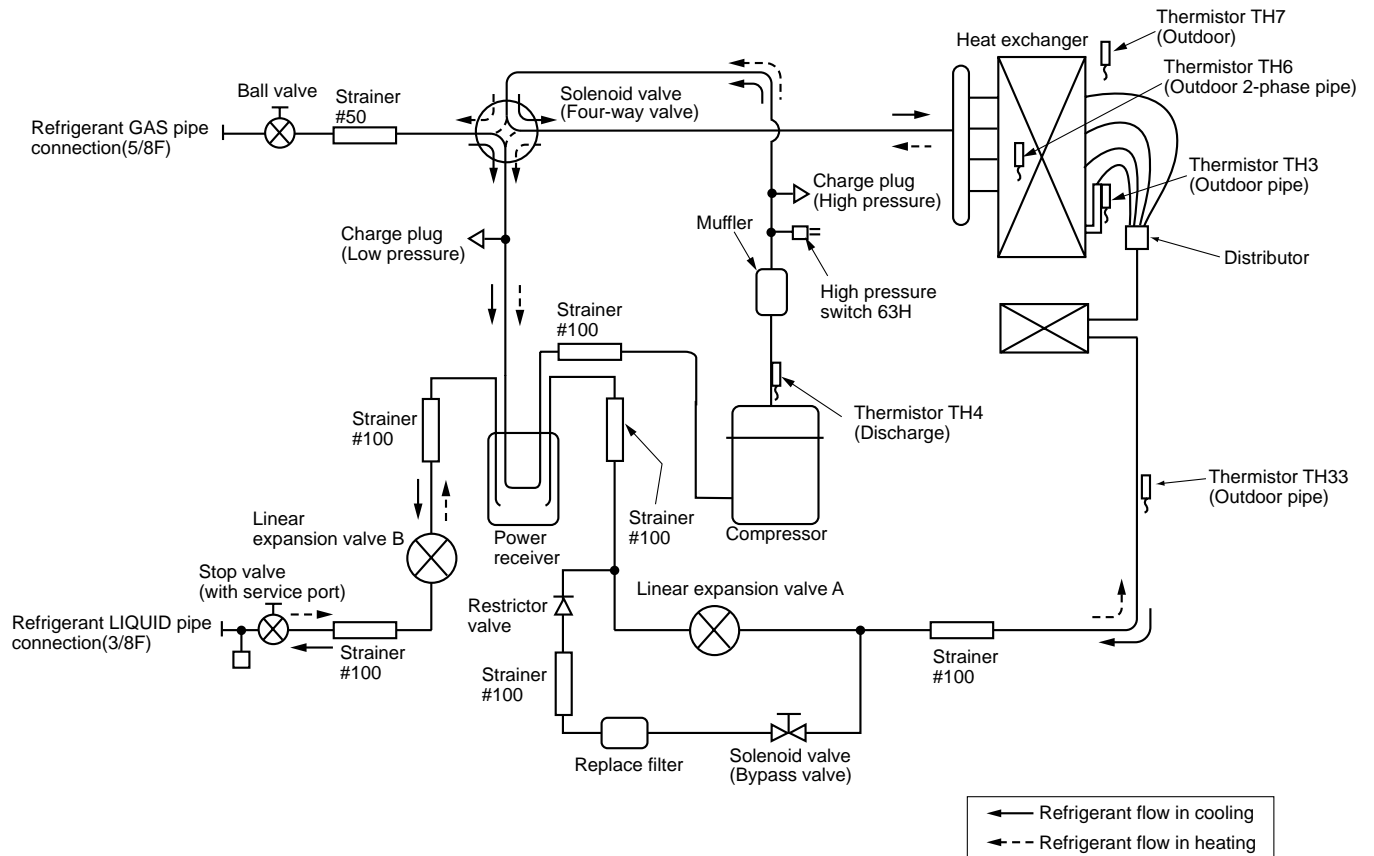 Thermistor TH7
(Outdoor)
Heat exchanger
Thermistor TH6
(Outdoor 2-phase pipe)
Ball valve
Strainer
#50
Solenoid valve
(Four-way valve)
Refrigerant GAS pipe
connection(5/8F)
Thermistor TH3
(Outdoor pipe)
Charge plug
(High pressure)
Muffler
Charge plug
(Low pressure)
Distributor
High pressure
switch 63H
Strainer
#100
Strainer
#100
Thermistor TH4
(Discharge)
Thermistor TH33
(Outdoor pipe)
Strainer
#100
Linear
expansion valve B
Power
receiver
Compressor
Stop valve
(with service port)
Linear expansion valve A
Restrictor
valve
Refrigerant LIQUID pipe
connection(3/8F)
Strainer
#100
Strainer
#100
Strainer
#100
Replace filter
Solenoid valve
(Bypass valve)
Refrigerant flow in cooling
Refrigerant flow in heating